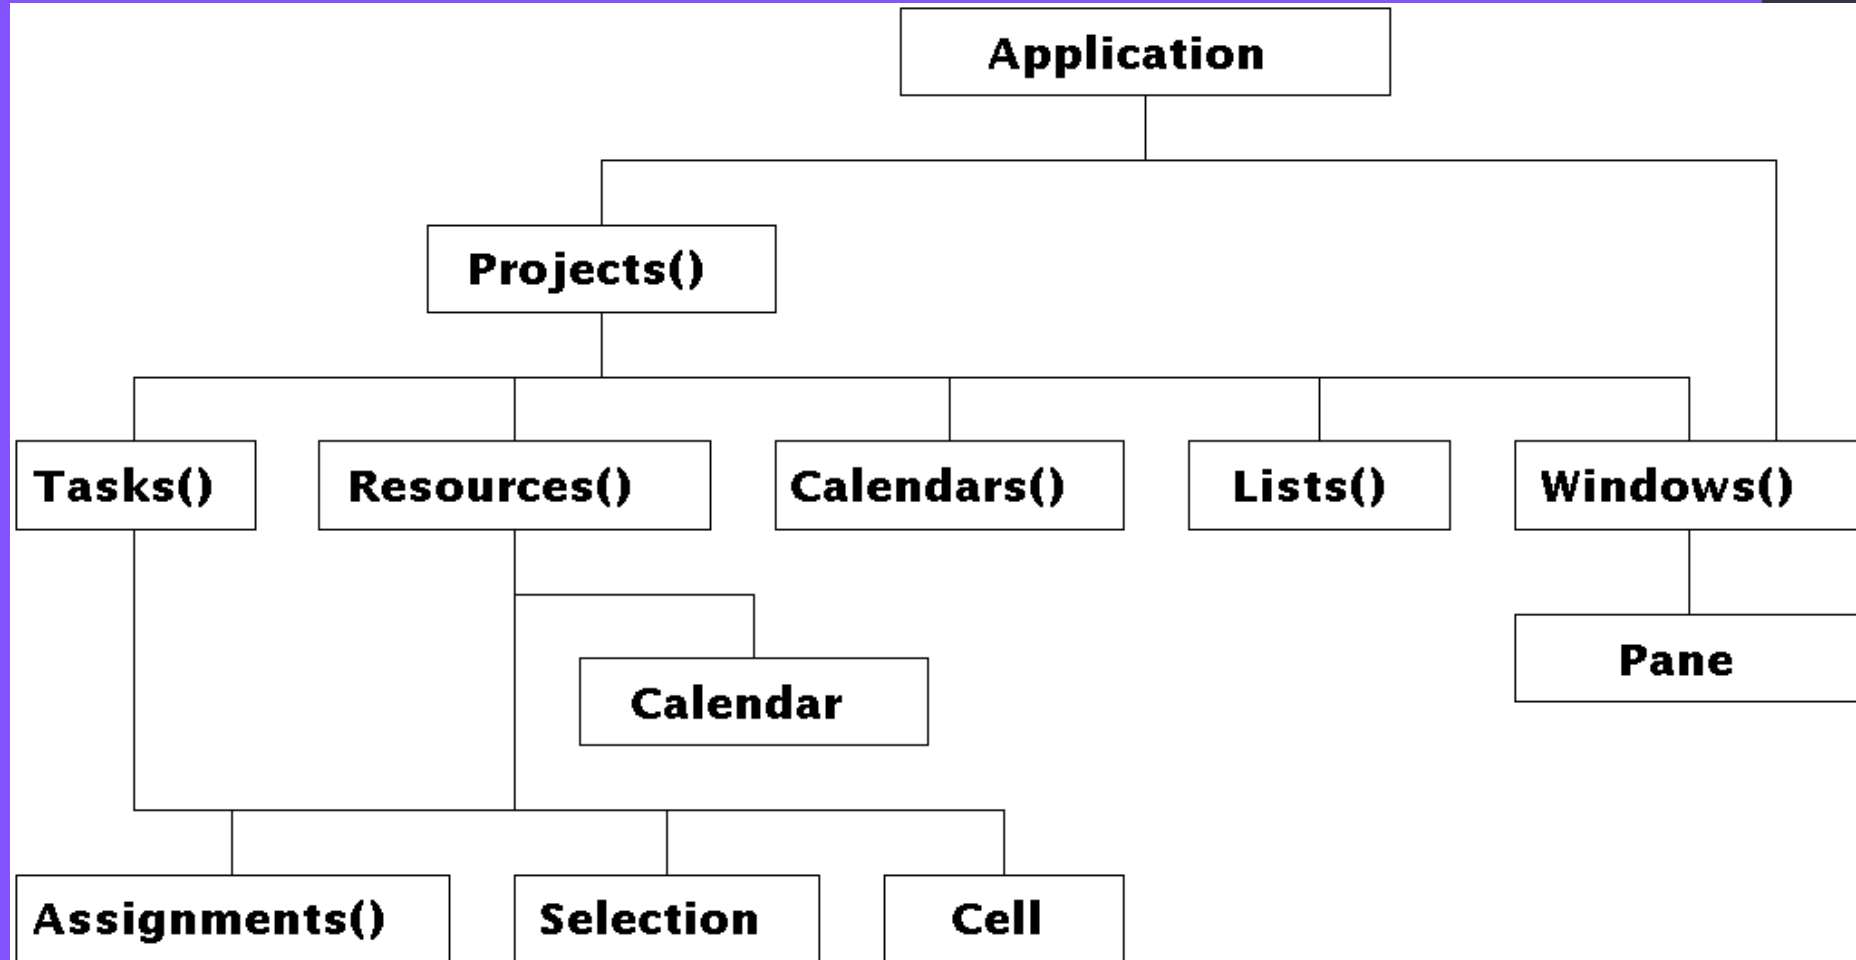 Application
Projects()
Tasks()
Resources()
Calendars()
Lists()
Windows()
Calendar
Pane
Assignments()
Selection
Cell